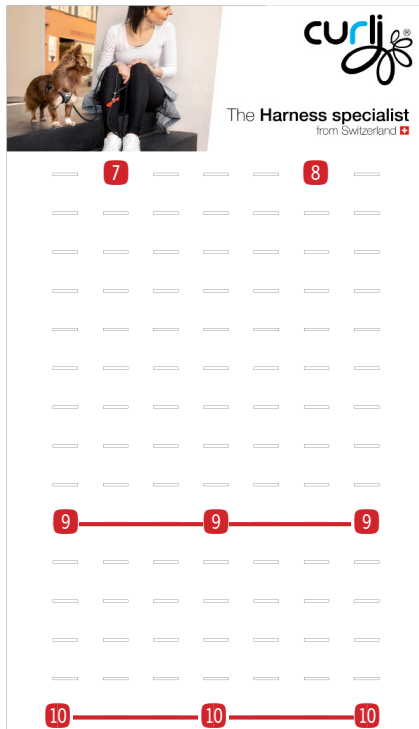 curli®
The Harness specialist
from Switzerland
7 8
9 9 9
10 10 10